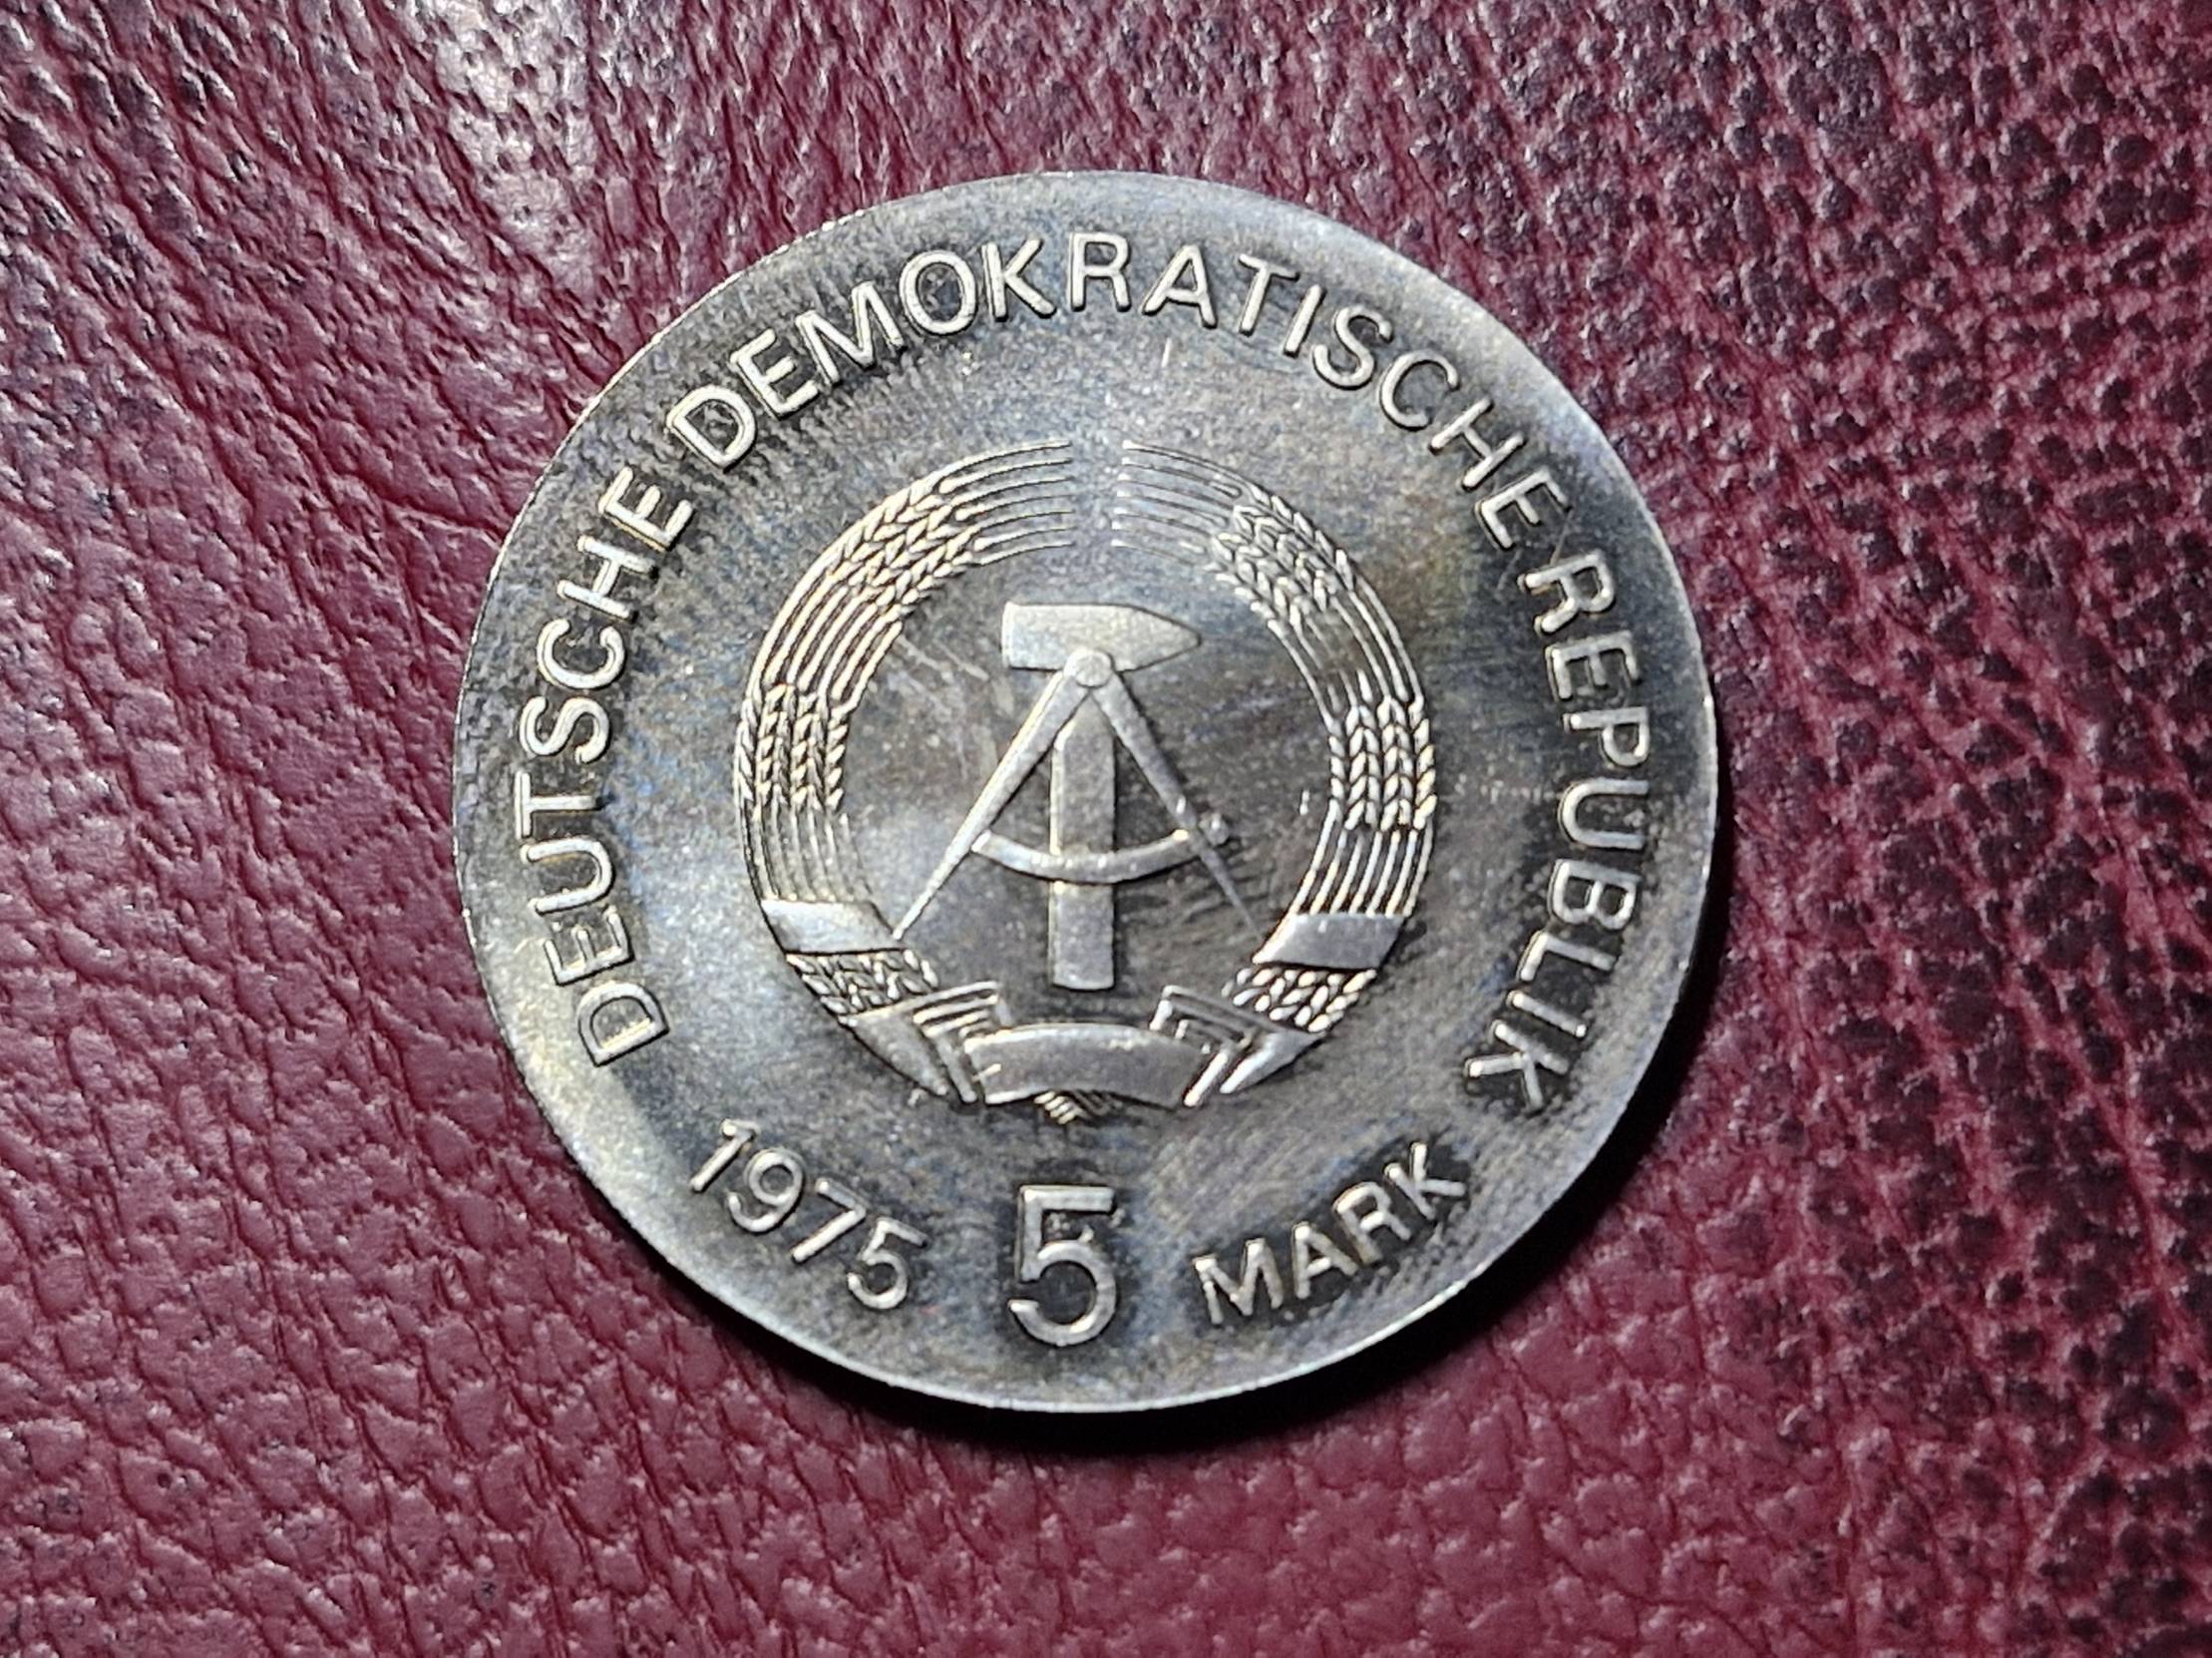 DEUTSCHE DEMOKRATISCHE REPUBLIK
1975 5 MARK